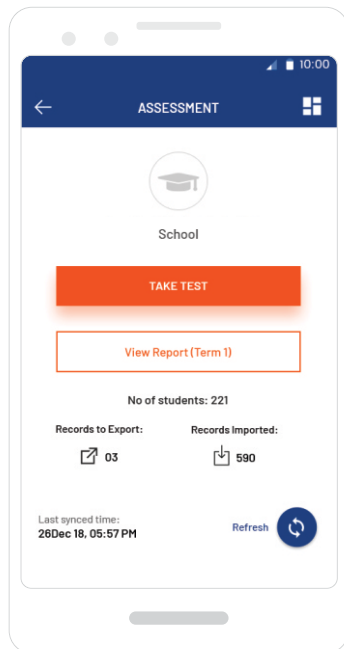 10:00
ASSESSMENT
School
TAKE TEST
View Report (Term 1)
No of students: 221
Records to Export: Records Imported:
03 590
Last synced time:
26Dec 18, 05:57 PM
Refresh